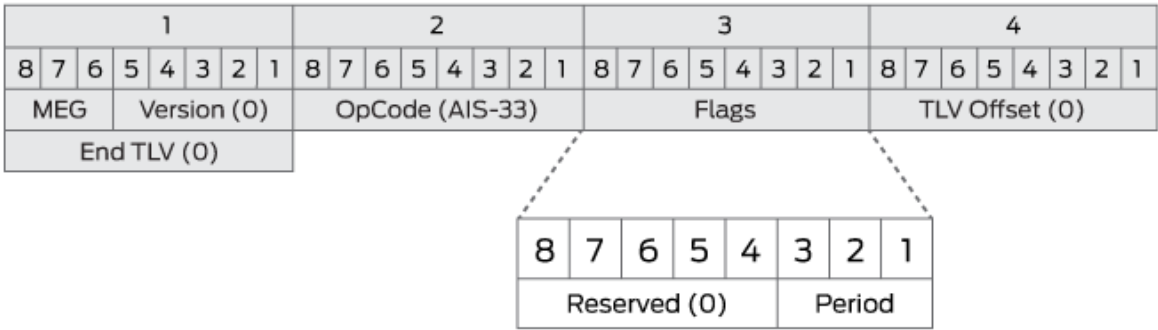 1 2 3 4
8 7 6 5 4 3 2 1 8 7 6 5 4 3 2 1 8 7 6 5 4 3 2 1 8 7 6 5 4 3 2 1
MEG Version (0) OpCode (AIS-33) Flags TLV Offset (0)
End TLV (0)
8 7 6 5 4 3 2 1
Reserved (0) Period